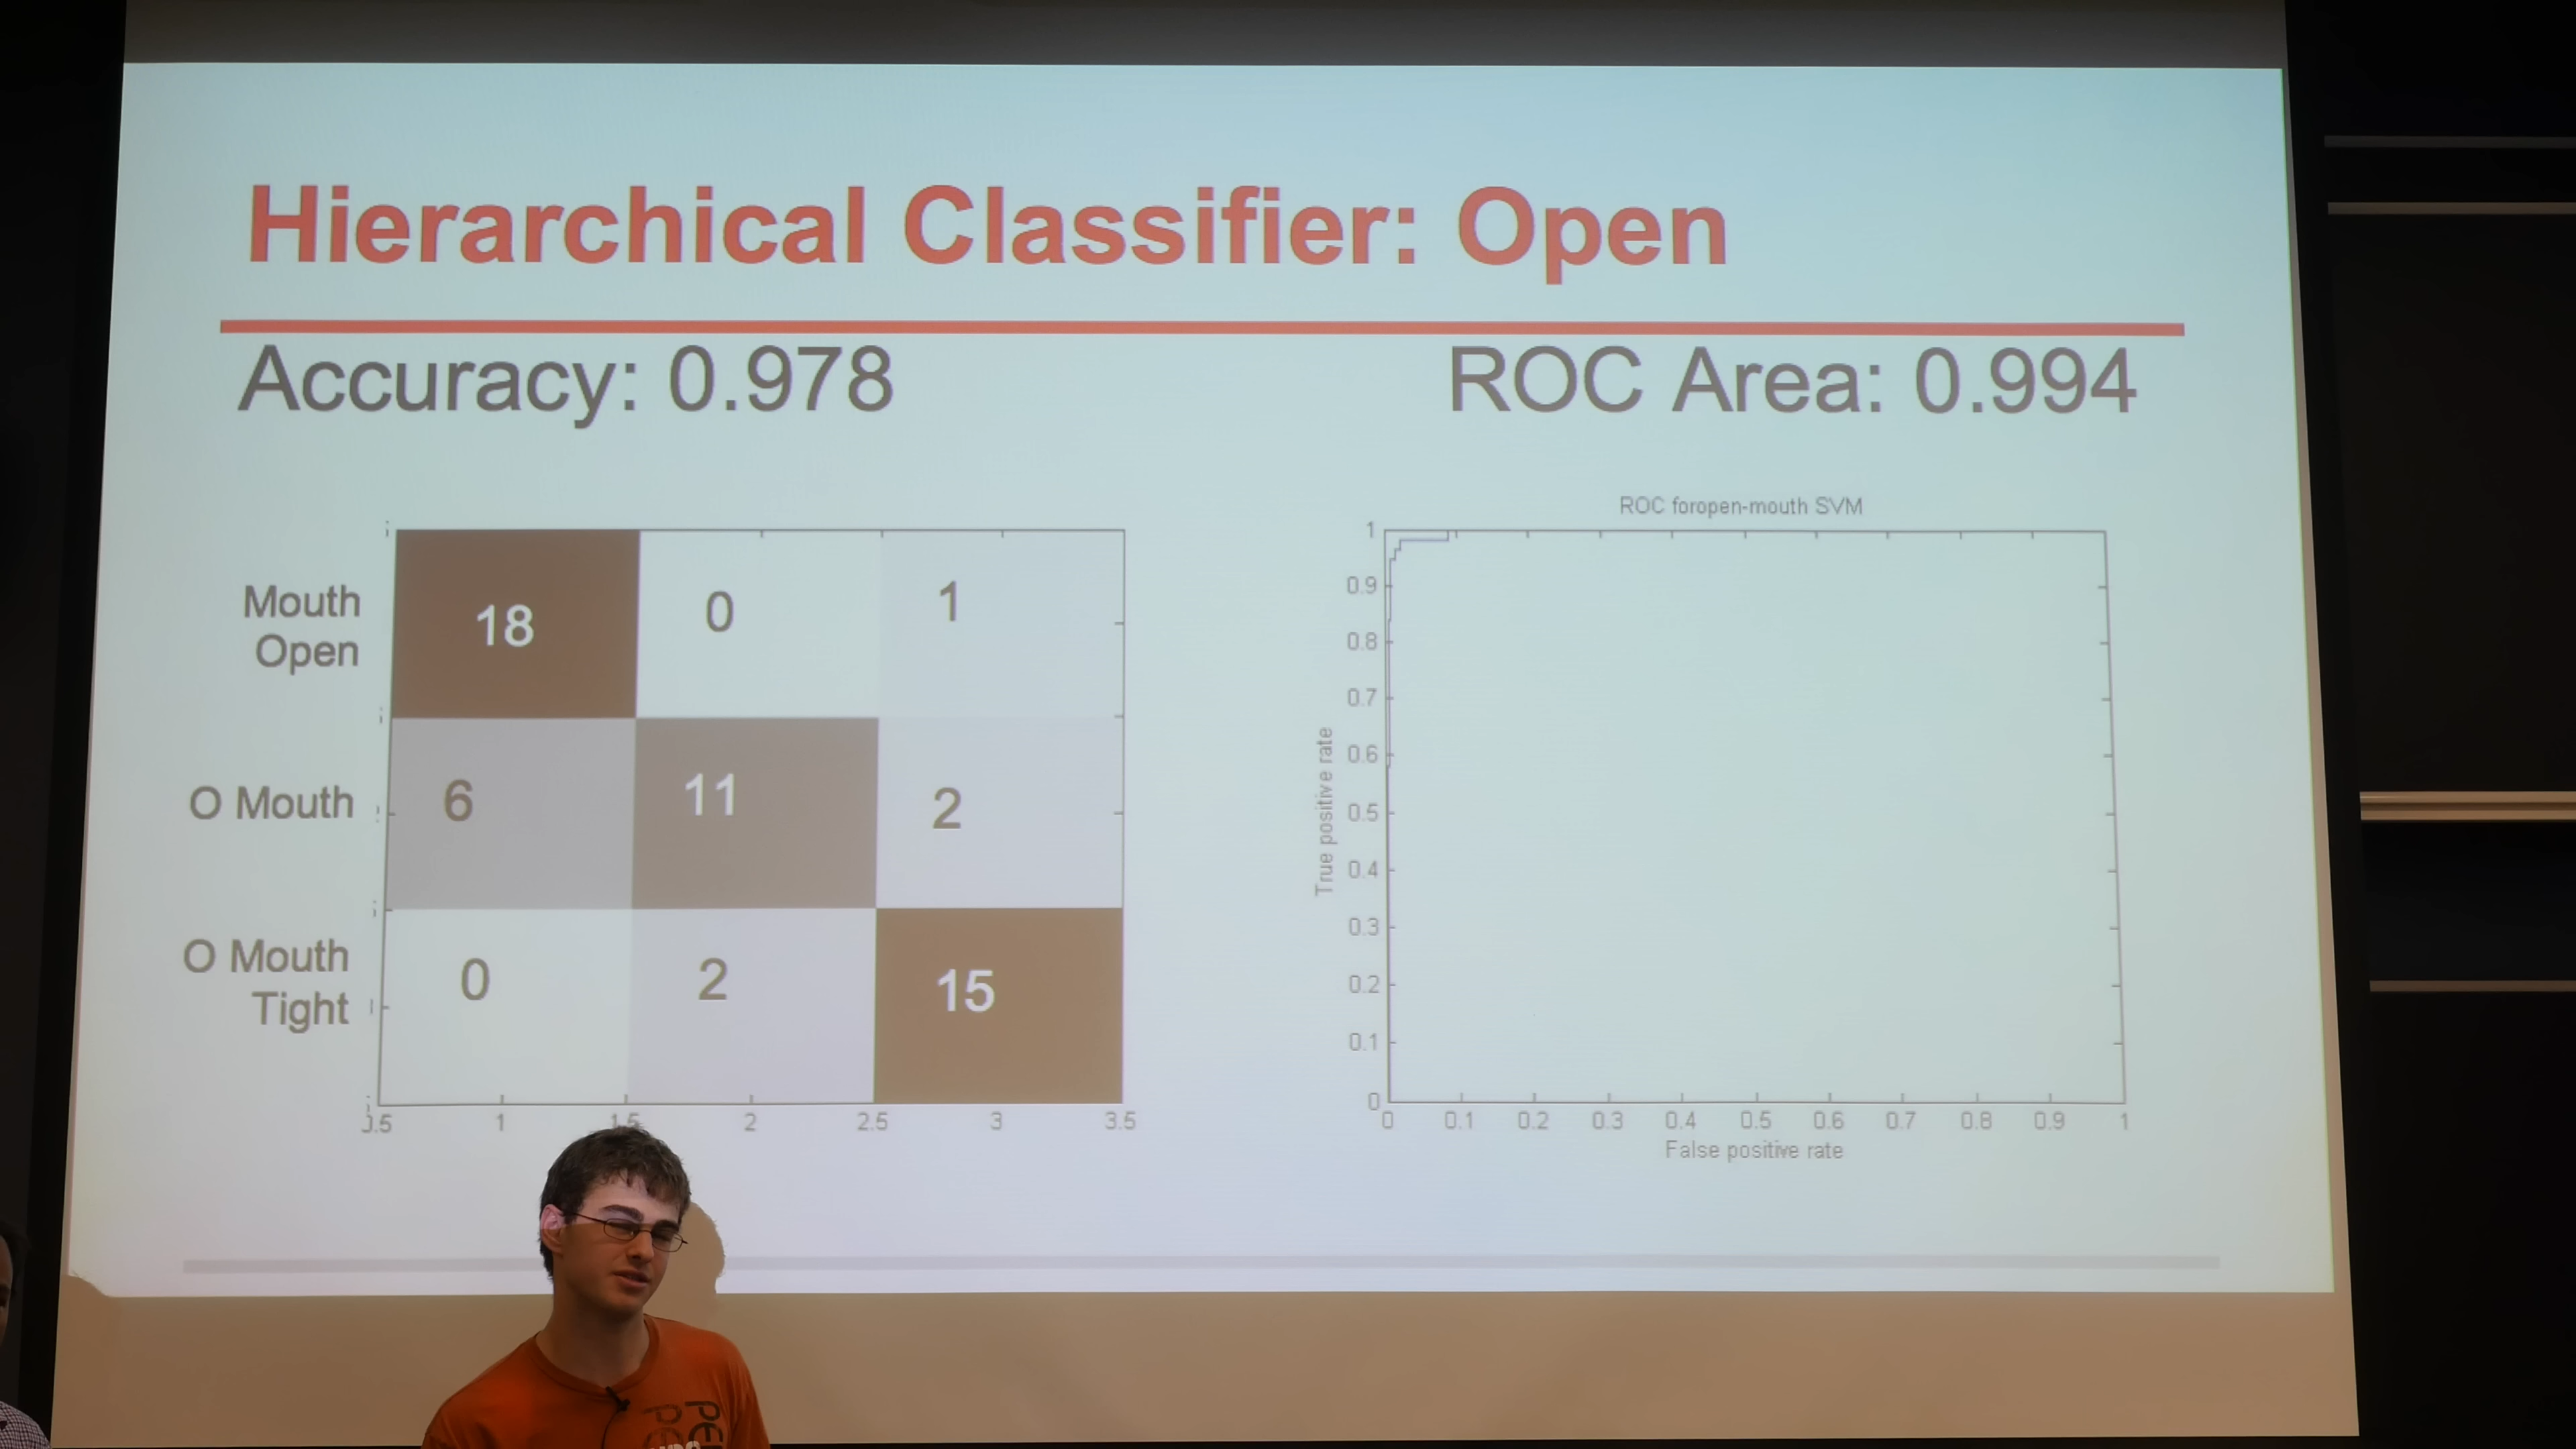 Hierarchical Classifier: Open
Accuracy: 0.978
ROC Area: 0.994
Mouth
Open
18 0 1
O Mouth
6 11 2
O Mouth
Tight
0 2 15
1 1.5 2 2.5 3 3.5
ROC foropen-mouth SVM
True positive rate
1
0.9
0.8
0.7
0.6
0.5
0.4
0.3
0.2
0.1
0
0 0.1 0.2 0.3 0.4 0.5 0.6 0.7 0.8 0.9 1
False positive rate